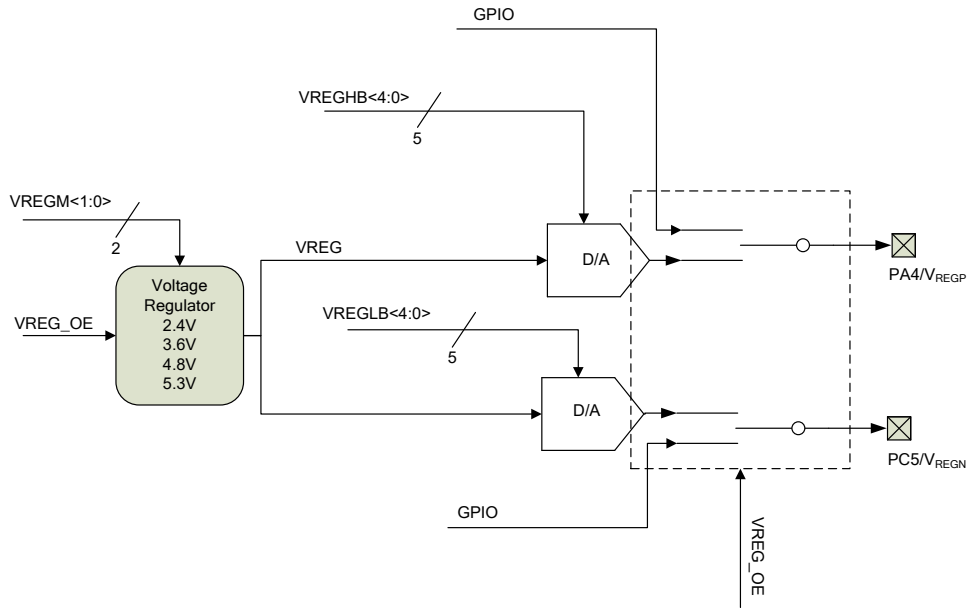 GPIO
VREGHB<4:0>
5
VREGM<1:0>
2
VREG
D/A
PA4/VREGP
Voltage
Regulator
2.4V
3.6V
4.8V
5.3V
VREG_OE
VREGLB<4:0>
5
D/A
PC5/VREGN
GPIO
VREG_OE